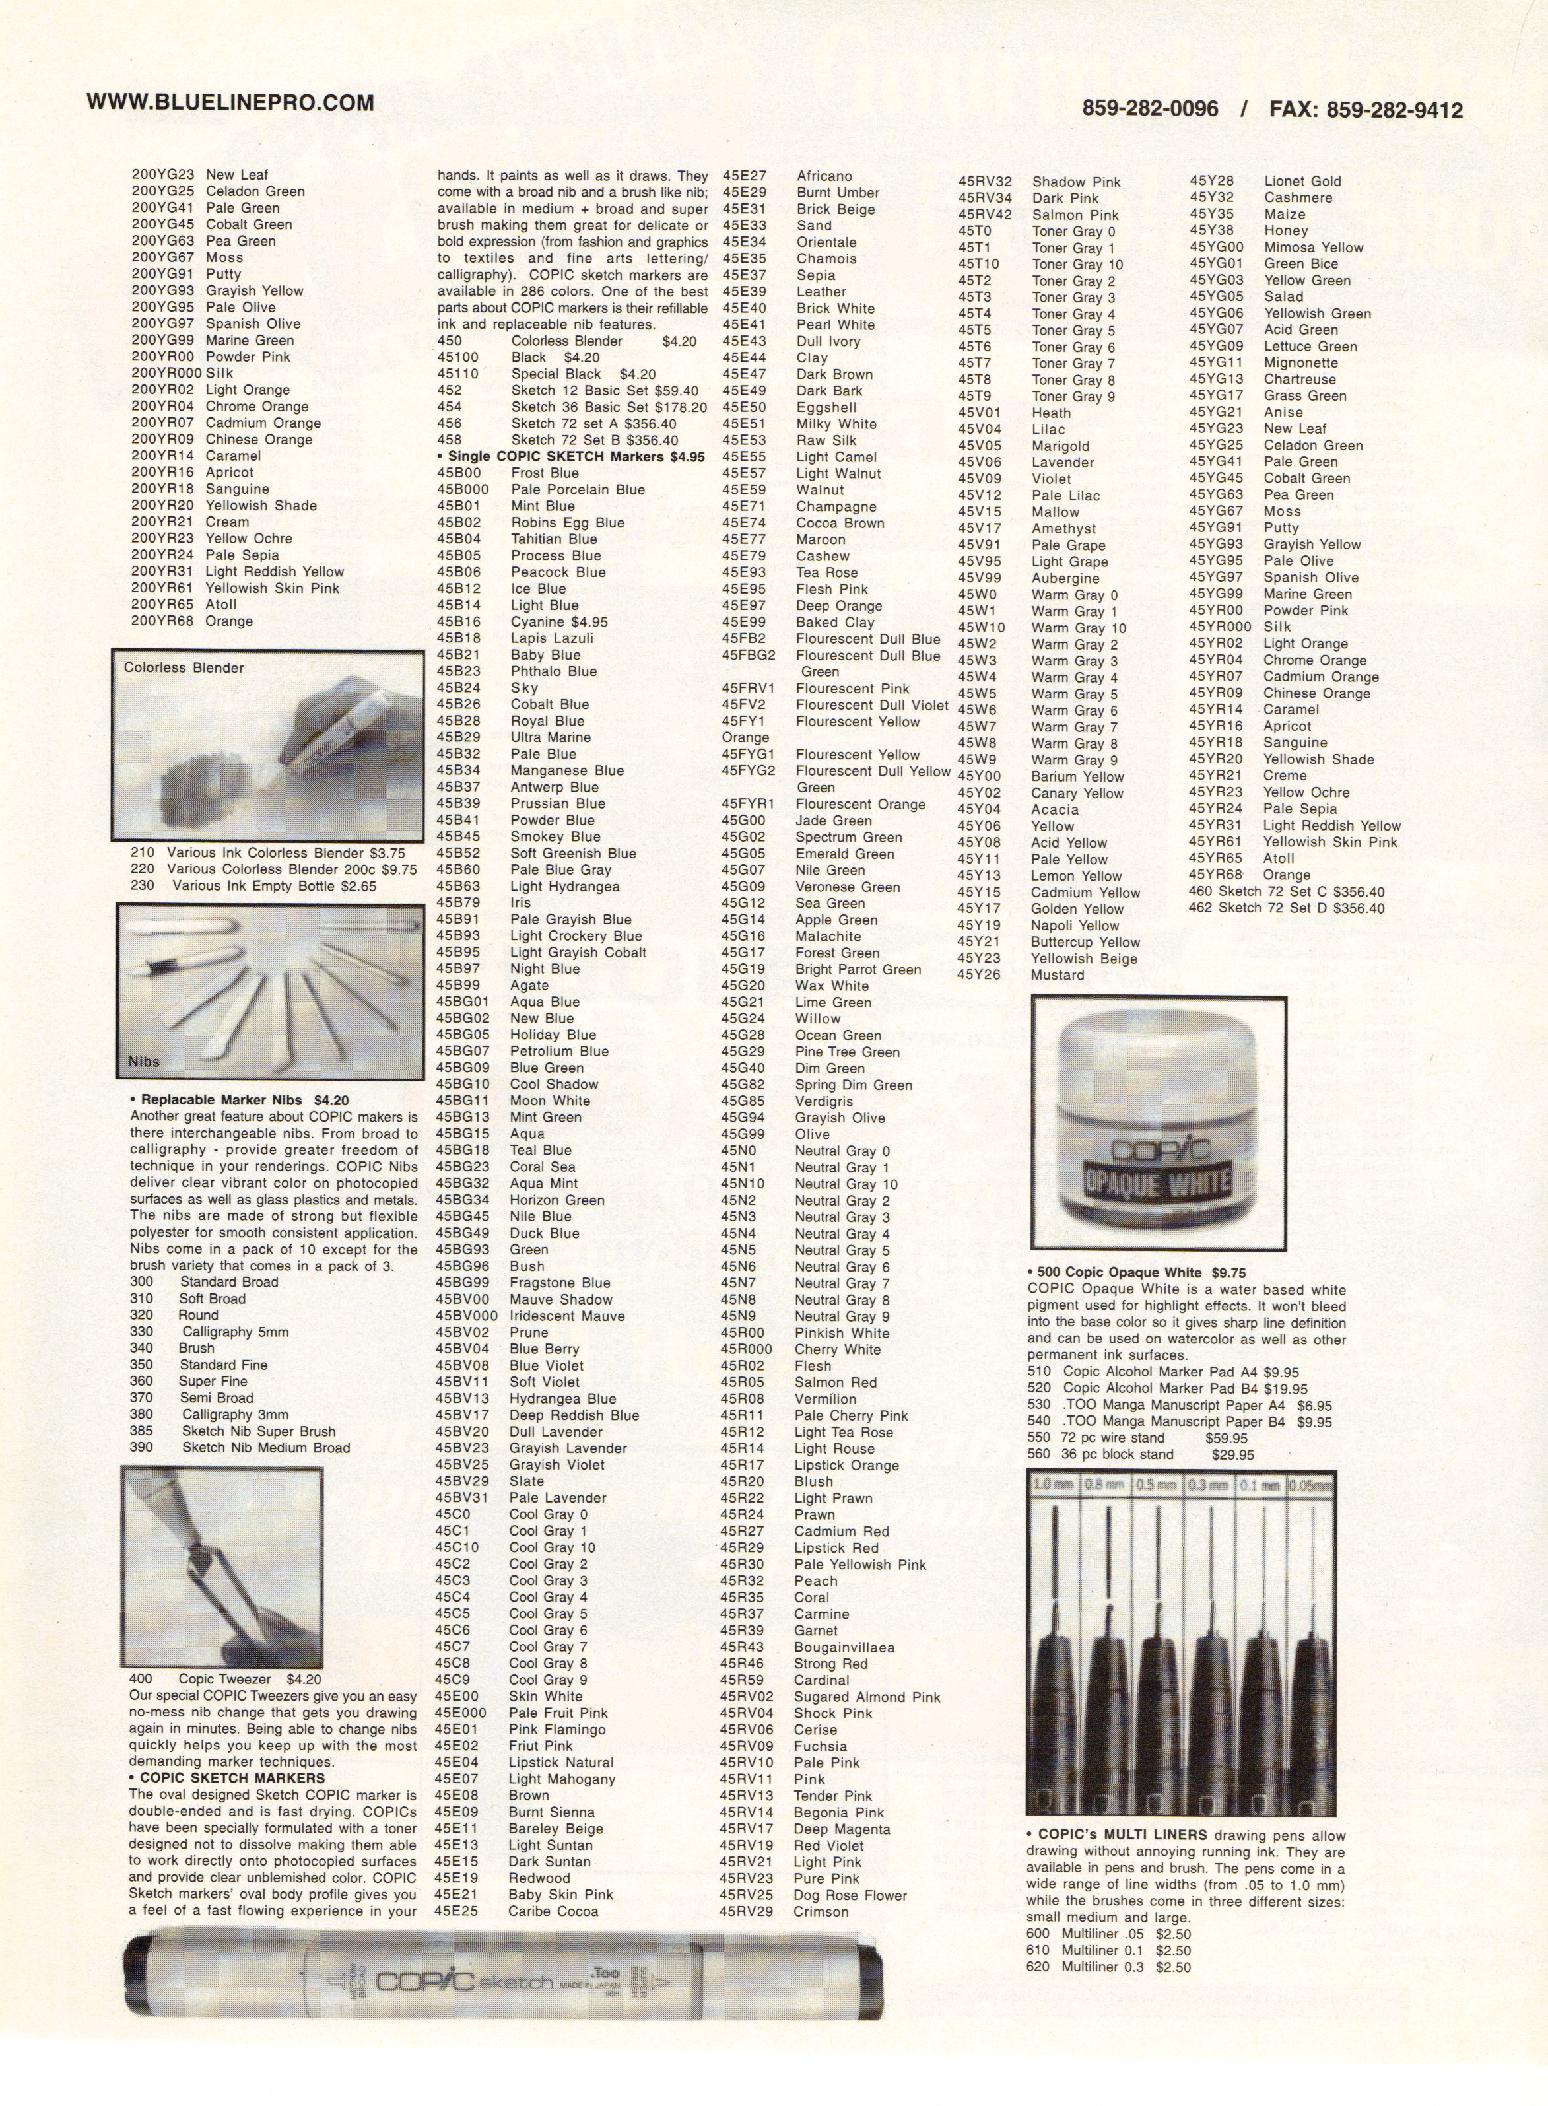 WWW.BLUELINEPRO.COM
859-282-0096 / FAX: 859-282-9412
200YG23 New Leaf
200YG25 Celadon Green
200YG41 Pale Green
200YG45 Cobalt Green
200YG63 Pea Green
200YG67 Moss
200YG91 Putty
200YG93 Grayish Yellow
200YG95 Pale Olive
200YG97 Spanish Olive
200YG99 Marine Green
200YR00 Powder Pink
200YR000 Silk
200YR02 Light Orange
200YR04 Chrome Orange
200YR07 Cadmium Orange
200YR09 Chinese Orange
200YR14 Caramel
200YR16 Apricot
200YR18 Sanguine
200YR20 Yellowish Shade
200YR21 Cream
200YR23 Yellow Ochre
200YR24 Pale Sepia
200YR31 Light Reddish Yellow
200YR61 Yellowish Skin Pink
200YR65 Atoll
200YR68 Orange
Colorless Blender
210 Various Ink Colorless Blender $3.75
220 Various Colorless Blender 200c $9.75
230 Various Ink Empty Bottle $2.65
Nibs
• Replacable Marker Nibs $4.20
Another great feature about COPIC makers is
there interchangeable nibs. From broad to
calligraphy - provide greater freedom of
technique in your renderings. COPIC Nibs
deliver clear vibrant color on photocopied
surfaces as well as glass plastics and metals.
The nibs are made of strong but flexible
polyester for smooth consistent application.
Nibs come in a pack of 10 except for the
brush variety that comes in a pack of 3.
300 Standard Broad
310 Soft Broad
320 Round
330 Calligraphy 5mm
340 Brush
350 Standard Fine
360 Super Fine
370 Semi Broad
380 Calligraphy 3mm
385 Sketch Nib Super Brush
390 Sketch Nib Medium Broad
400 Copic Tweezer $4.20
Our special COPIC Tweezers give you an easy
no-mess nib change that gets you drawing
again in minutes. Being able to change nibs
quickly helps you keep up with the most
demanding marker techniques.
• COPIC SKETCH MARKERS
The oval designed Sketch COPIC marker is
double-ended and is fast drying. COPICs
have been specially formulated with a toner
designed not to dissolve making them able
to work directly onto photocopied surfaces
and provide clear unblemished color. COPIC
Sketch markers' oval body profile gives you
a feel of a fast flowing experience in your
hands. It paints as well as it draws. They
come with a broad nib and a brush like nib;
available in medium + broad and super
brush making them great for delicate or
bold expression (from fashion and graphics
to textiles and fine arts lettering/
calligraphy). COPIC sketch markers are
available in 286 colors. One of the best
parts about COPIC markers is their refillable
ink and replaceable nib features.
450 Colorless Blender $4.20
45100 Black $4.20
45110 Special Black $4.20
452 Sketch 12 Basic Set $59.40
454 Sketch 36 Basic Set $178.20
456 Sketch 72 set A $356.40
458 Sketch 72 Set B $356.40
• Single COPIC SKETCH Markers $4.95
45B00 Frost Blue
45B000 Pale Porcelain Blue
45B01 Mint Blue
45B02 Robins Egg Blue
45B04 Tahitian Blue
45B05 Process Blue
45B06 Peacock Blue
45B12 Ice Blue
45B14 Light Blue
45B16 Cyanine $4.95
45B18 Lapis Lazuli
45B21 Baby Blue
45B23 Phthalo Blue
45B24 Sky
45B26 Cobalt Blue
45B28 Royal Blue
45B29 Ultra Marine
45B32 Pale Blue
45B34 Manganese Blue
45B37 Antwerp Blue
45B39 Prussian Blue
45B41 Powder Blue
45B45 Smokey Blue
45B52 Soft Greenish Blue
45B60 Pale Blue Gray
45B63 Light Hydrangea
45B79 Iris
45B91 Pale Grayish Blue
45B93 Light Crockery Blue
45B95 Light Grayish Cobalt
45B97 Night Blue
45B99 Agate
45BG01 Aqua Blue
45BG02 New Blue
45BG05 Holiday Blue
45BG07 Petrolium Blue
45BG09 Blue Green
45BG10 Cool Shadow
45BG11 Moon White
45BG13 Mint Green
45BG15 Aqua
45BG18 Teal Blue
45BG23 Coral Sea
45BG32 Aqua Mint
45BG34 Horizon Green
45BG45 Nile Blue
45BG49 Duck Blue
45BG93 Green
45BG96 Bush
45BG99 Fragstone Blue
45BV00 Mauve Shadow
45BV000 Iridescent Mauve
45BV02 Prune
45BV04 Blue Berry
45BV08 Blue Violet
45BV11 Soft Violet
45BV13 Hydrangea Blue
45BV17 Deep Reddish Blue
45BV20 Dull Lavender
45BV23 Grayish Lavender
45BV25 Grayish Violet
45BV29 Slate
45BV31 Pale Lavender
45C0 Cool Gray 0
45C1 Cool Gray 1
45C10 Cool Gray 10
45C2 Cool Gray 2
45C3 Cool Gray 3
45C4 Cool Gray 4
45C5 Cool Gray 5
45C6 Cool Gray 6
45C7 Cool Gray 7
45C8 Cool Gray 8
45C9 Cool Gray 9
45E00 Skin White
45E000 Pale Fruit Pink
45E01 Pink Flamingo
45E02 Friut Pink
45E04 Lipstick Natural
45E07 Light Mahogany
45E08 Brown
45E09 Burnt Sienna
45E11 Bareley Beige
45E13 Light Suntan
45E15 Dark Suntan
45E19 Redwood
45E21 Baby Skin Pink
45E25 Caribe Cocoa
45E27 Africano
45E29 Burnt Umber
45E31 Brick Beige
45E33 Sand
45E34 Orientale
45E35 Chamois
45E37 Sepia
45E39 Leather
45E40 Brick White
45E41 Pearl White
45E43 Dull Ivory
45E44 Clay
45E47 Dark Brown
45E49 Dark Bark
45E50 Eggshell
45E51 Milky White
45E53 Raw Silk
45E55 Light Camel
45E57 Light Walnut
45E59 Walnut
45E71 Champagne
45E74 Cocoa Brown
45E77 Maroon
45E79 Cashew
45E93 Tea Rose
45E95 Flesh Pink
45E97 Deep Orange
45E99 Baked Clay
45FB2 Flourescent Dull Blue
45FBG2 Flourescent Dull Blue
Green
45FRV1 Flourescent Pink
45FV2 Flourescent Dull Violet
45FY1 Flourescent Yellow
Orange
45FYG1 Flourescent Yellow
45FYG2 Flourescent Dull Yellow
Green
45FYR1 Flourescent Orange
45G00 Jade Green
45G02 Spectrum Green
45G05 Emerald Green
45G07 Nile Green
45G09 Veronese Green
45G12 Sea Green
45G14 Apple Green
45G16 Malachite
45G17 Forest Green
45G19 Bright Parrot Green
45G20 Wax White
45G21 Lime Green
45G24 Willow
45G28 Ocean Green
45G29 Pine Tree Green
45G40 Dim Green
45G82 Spring Dim Green
45G85 Verdigris
45G94 Grayish Olive
45G99 Olive
45N0 Neutral Gray 0
45N1 Neutral Gray 1
45N10 Neutral Gray 10
45N2 Neutral Gray 2
45N3 Neutral Gray 3
45N4 Neutral Gray 4
45N5 Neutral Gray 5
45N6 Neutral Gray 6
45N7 Neutral Gray 7
45N8 Neutral Gray 8
45N9 Neutral Gray 9
45R00 Pinkish White
45R000 Cherry White
45R02 Flesh
45R05 Salmon Red
45R08 Vermilion
45R11 Pale Cherry Pink
45R12 Light Tea Rose
45R14 Light Rouse
45R17 Lipstick Orange
45R20 Blush
45R22 Light Prawn
45R24 Prawn
45R27 Cadmium Red
45R29 Lipstick Red
45R30 Pale Yellowish Pink
45R32 Peach
45R35 Coral
45R37 Carmine
45R39 Garnet
45R43 Bougainvillaea
45R46 Strong Red
45R59 Cardinal
45RV02 Sugared Almond Pink
45RV04 Shock Pink
45RV06 Cerise
45RV09 Fuchsia
45RV10 Pale Pink
45RV11 Pink
45RV13 Tender Pink
45RV14 Begonia Pink
45RV17 Deep Magenta
45RV19 Red Violet
45RV21 Light Pink
45RV23 Pure Pink
45RV25 Dog Rose Flower
45RV29 Crimson
45RV32 Shadow Pink
45RV34 Dark Pink
45RV42 Salmon Pink
45T0 Toner Gray 0
45T1 Toner Gray 1
45T10 Toner Gray 10
45T2 Toner Gray 2
45T3 Toner Gray 3
45T4 Toner Gray 4
45T5 Toner Gray 5
45T6 Toner Gray 6
45T7 Toner Gray 7
45T8 Toner Gray 8
45T9 Toner Gray 9
45V01 Heath
45V04 Lilac
45V05 Marigold
45V06 Lavender
45V09 Violet
45V12 Pale Lilac
45V15 Mallow
45V17 Amethyst
45V91 Pale Grape
45V95 Light Grape
45V99 Aubergine
45W0 Warm Gray 0
45W1 Warm Gray 1
45W10 Warm Gray 10
45W2 Warm Gray 2
45W3 Warm Gray 3
45W4 Warm Gray 4
45W5 Warm Gray 5
45W6 Warm Gray 6
45W7 Warm Gray 7
45W8 Warm Gray 8
45W9 Warm Gray 9
45Y00 Barium Yellow
45Y02 Canary Yellow
45Y04 Acacia
45Y06 Yellow
45Y08 Acid Yellow
45Y11 Pale Yellow
45Y13 Lemon Yellow
45Y15 Cadmium Yellow
45Y17 Golden Yellow
45Y19 Napoli Yellow
45Y21 Buttercup Yellow
45Y23 Yellowish Beige
45Y26 Mustard
45Y28 Lionet Gold
45Y32 Cashmere
45Y35 Maize
45Y38 Honey
45YG00 Mimosa Yellow
45YG01 Green Bice
45YG03 Yellow Green
45YG05 Salad
45YG06 Yellowish Green
45YG07 Acid Green
45YG09 Lettuce Green
45YG11 Mignonette
45YG13 Chartreuse
45YG17 Grass Green
45YG21 Anise
45YG23 New Leaf
45YG25 Celadon Green
45YG41 Pale Green
45YG45 Cobalt Green
45YG63 Pea Green
45YG67 Moss
45YG91 Putty
45YG93 Grayish Yellow
45YG95 Pale Olive
45YG97 Spanish Olive
45YG99 Marine Green
45YR00 Powder Pink
45YR000 Silk
45YR02 Light Orange
45YR04 Chrome Orange
45YR07 Cadmium Orange
45YR09 Chinese Orange
45YR14 Caramel
45YR16 Apricot
45YR18 Sanguine
45YR20 Yellowish Shade
45YR21 Creme
45YR23 Yellow Ochre
45YR24 Pale Sepia
45YR31 Light Reddish Yellow
45YR61 Yellowish Skin Pink
45YR65 Atoll
45YR68 Orange
460 Sketch 72 Set C $356.40
462 Sketch 72 Set D $356.40
COPIC
OPAQUE WHITE
• 500 Copic Opaque White $9.75
COPIC Opaque White is a water based white
pigment used for highlight effects. It won't bleed
into the base color so it gives sharp line definition
and can be used on watercolor as well as other
permanent ink surfaces.
510 Copic Alcohol Marker Pad A4 $9.95
520 Copic Alcohol Marker Pad B4 $19.95
530 .TOO Manga Manuscript Paper A4 $6.95
540 .TOO Manga Manuscript Paper B4 $9.95
550 72 pc wire stand $59.95
560 36 pc block stand $29.95
1.0 mm 0.8 mm 0.5 mm 0.3 mm 0.1 mm 0.05mm
• COPIC's MULTI LINERS drawing pens allow
drawing without annoying running ink. They are
available in pens and brush. The pens come in a
wide range of line widths (from .05 to 1.0 mm)
while the brushes come in three different sizes:
small medium and large.
600 Multiliner .05 $2.50
610 Multiliner 0.1 $2.50
620 Multiliner 0.3 $2.50
COPIC sketch MADE IN JAPAN .Too